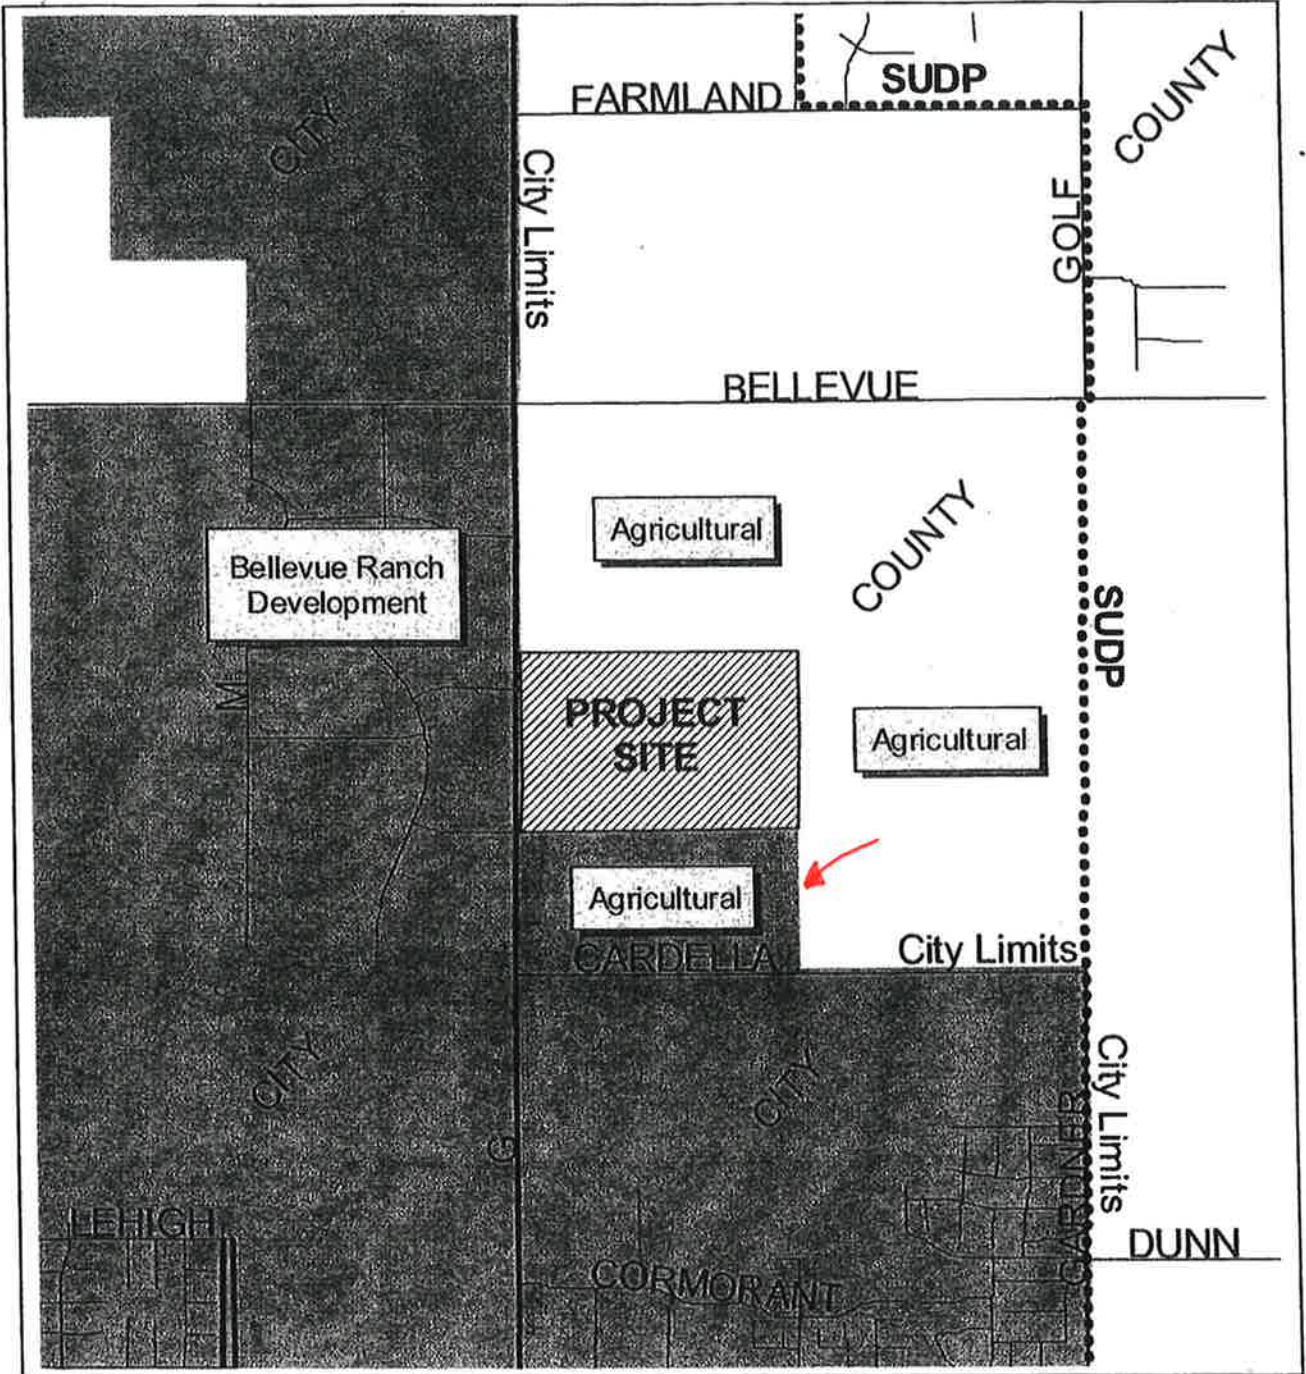 SUDP
FARMLAND
COUNTY
CITY
City Limits
GOLF
BELLEVUE
Agricultural
COUNTY
Bellevue Ranch
Development
SUDP
M
PROJECT
SITE
Agricultural
Agricultural
CARDELLA
City Limits
CITY
CITY
City Limits
G
GARDNER
LEHIGH
DUNN
CORMORANT